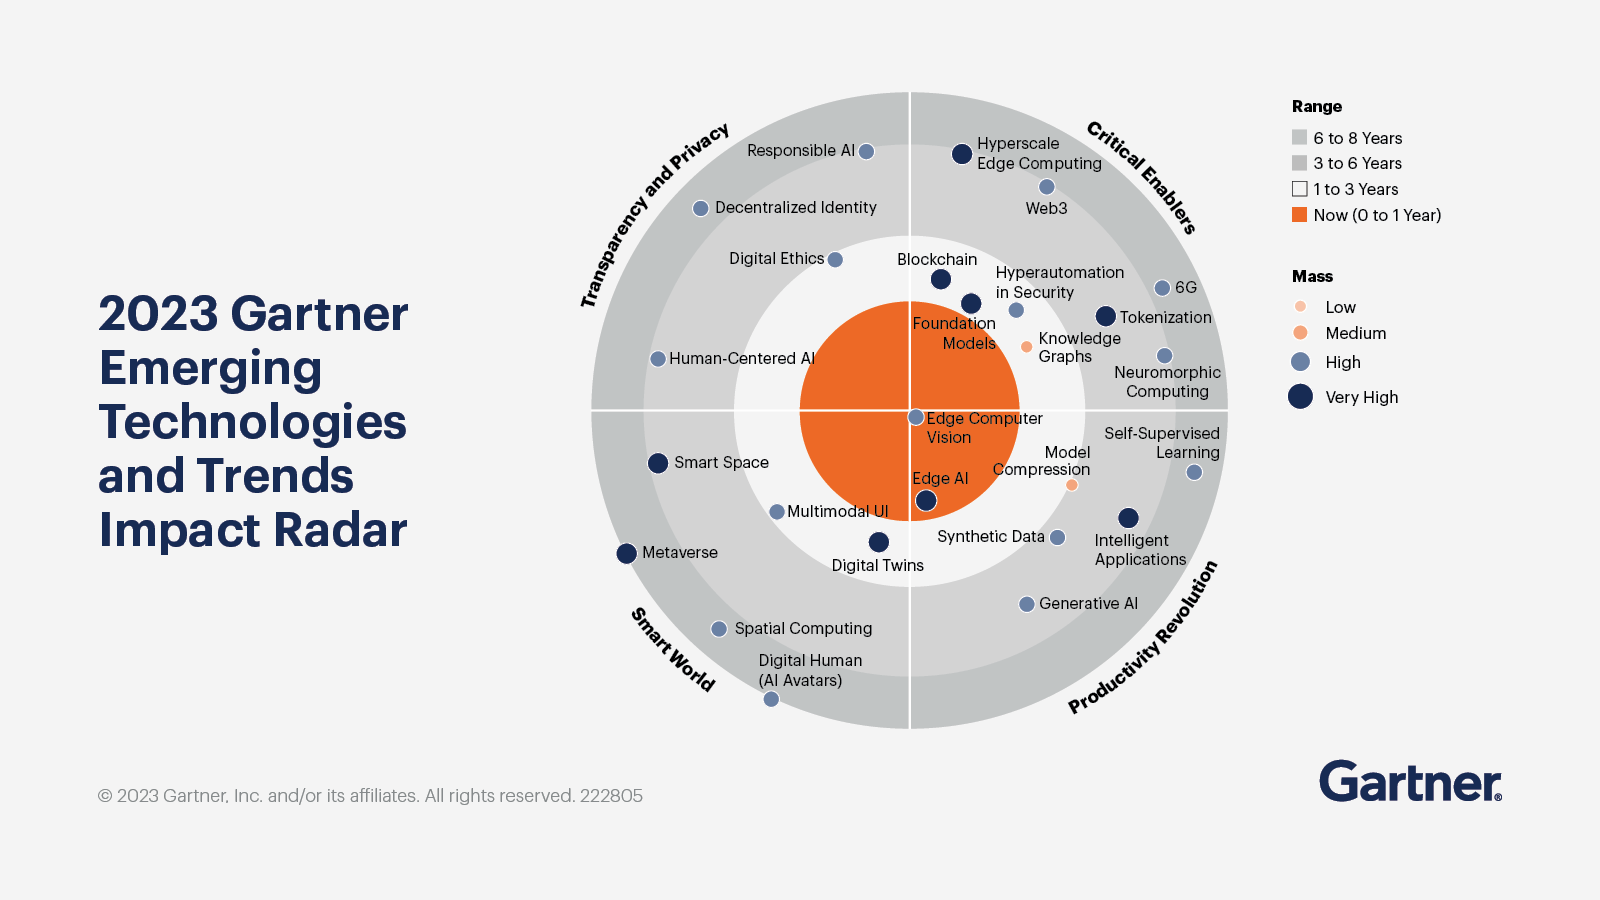 2023 Gartner
Emerging
Technologies
and Trends
Impact Radar
Transparency and Privacy
Responsible AI
Decentralized Identity
Digital Ethics
Human-Centered AI
Critical Enablers
Hyperscale
Edge Computing
Web3
Blockchain
Hyperautomation
in Security
6G
Tokenization
Foundation
Models
Knowledge
Graphs
Neuromorphic
Computing
Smart World
Smart Space
Multimodal UI
Metaverse
Digital Twins
Spatial Computing
Digital Human
(AI Avatars)
Productivity Revolution
Edge Computer
Vision
Self-Supervised
Learning
Model
Compression
Edge AI
Synthetic Data
Intelligent
Applications
Generative AI
Range
6 to 8 Years
3 to 6 Years
1 to 3 Years
Now (0 to 1 Year)
Mass
Low
Medium
High
Very High
© 2023 Gartner, Inc. and/or its affiliates. All rights reserved. 222805
Gartner®